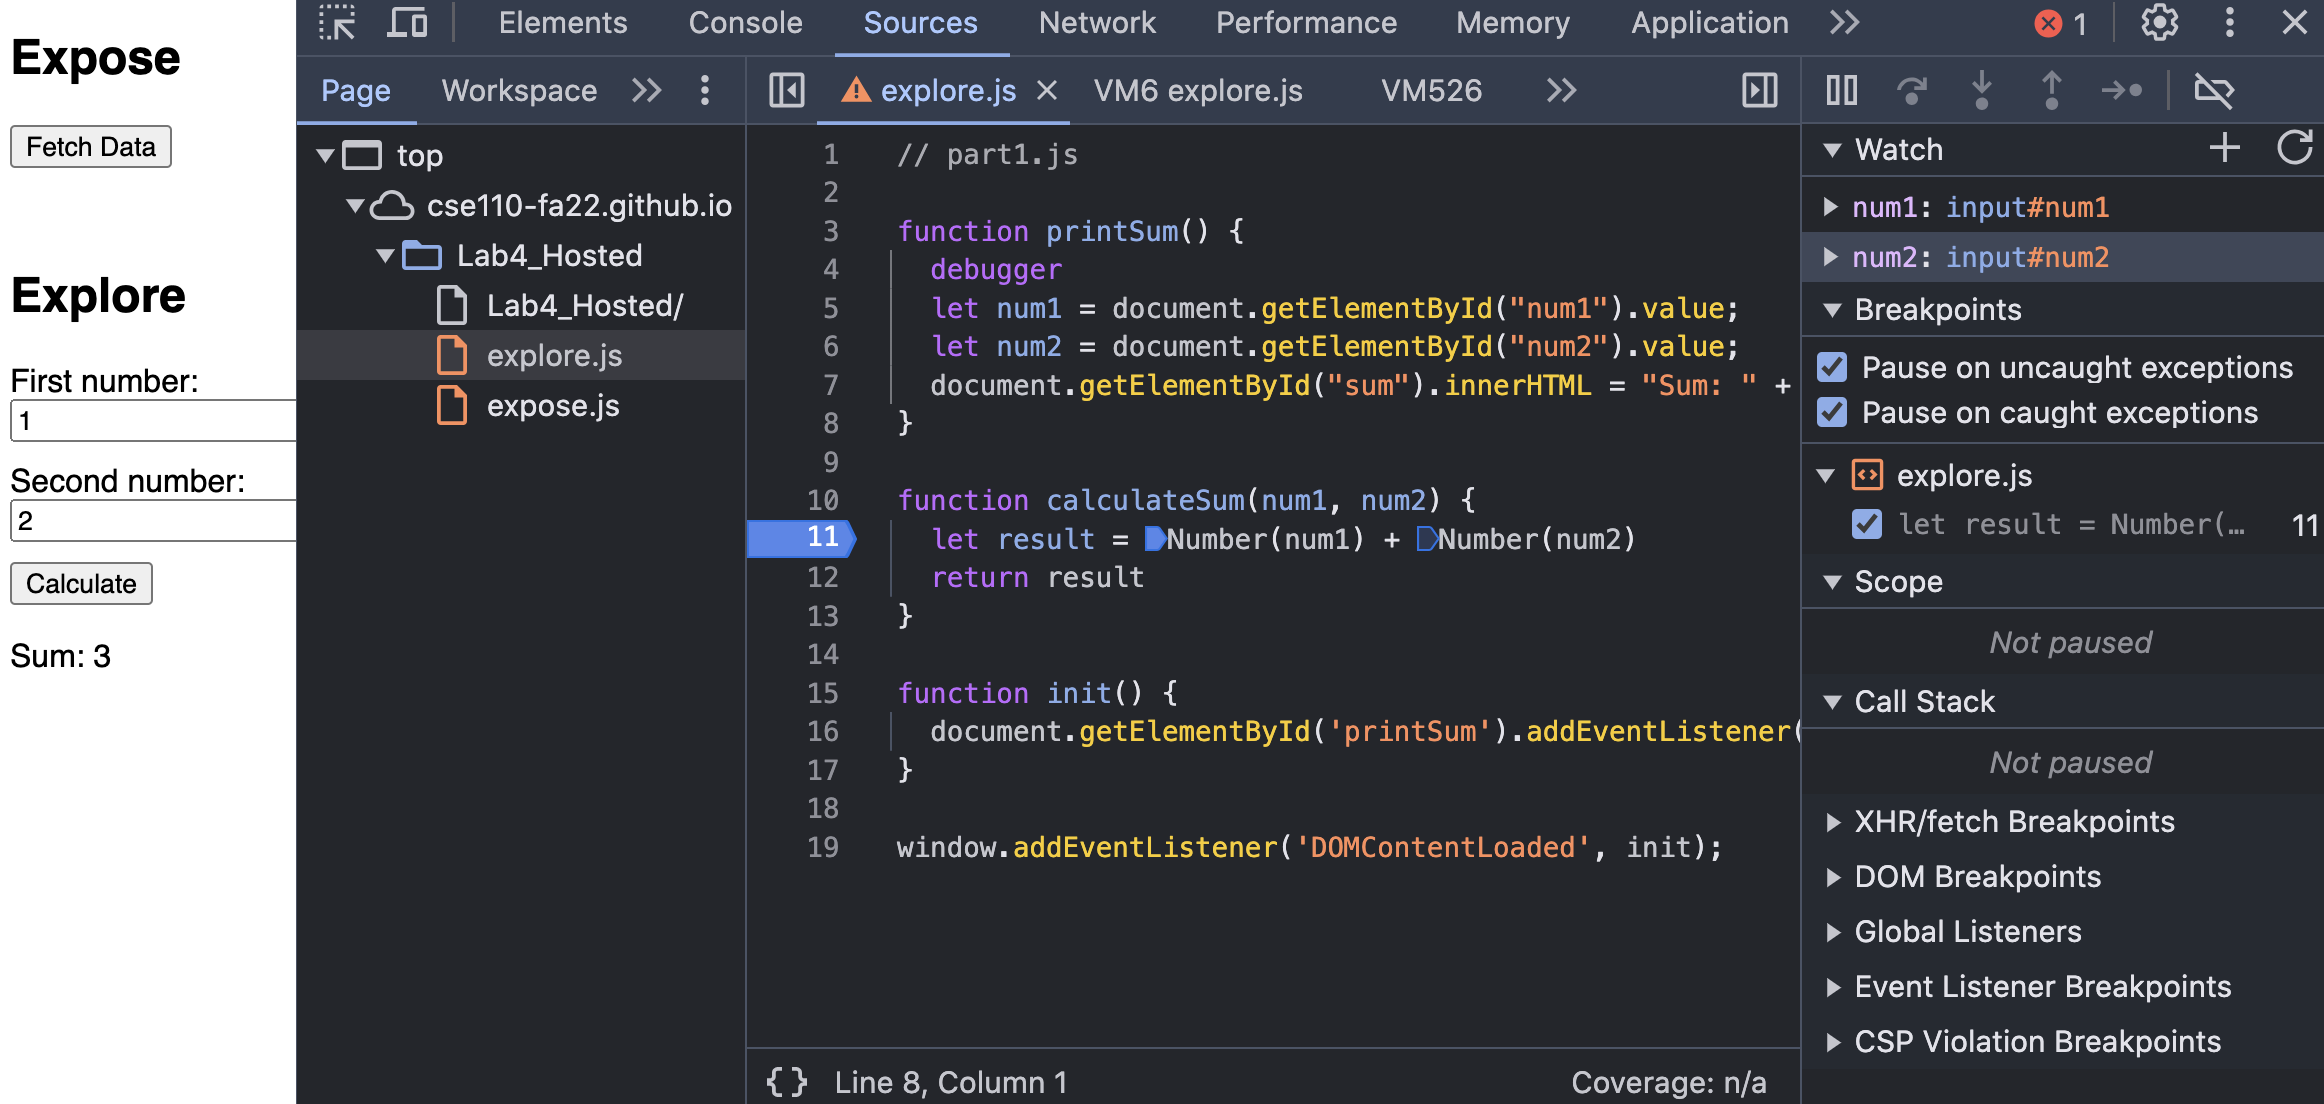 Expose
Fetch Data
Explore
First number:
1
Second number:
2
Calculate
Sum: 3
Elements Console Sources Network Performance Memory Application 1
Page Workspace
top
cse110-fa22.github.io
Lab4_Hosted
Lab4_Hosted/
explore.js
expose.js
explore.js VM6 explore.js VM526
1 // part1.js
2
3 function printSum() {
4 debugger
5 let num1 = document.getElementById("num1").value;
6 let num2 = document.getElementById("num2").value;
7 document.getElementById("sum").innerHTML = "Sum: " +
8 }
9
10 function calculateSum(num1, num2) {
11 let result = Number(num1) + Number(num2)
12 return result
13 }
14
15 function init() {
16 document.getElementById('printSum').addEventListener(
17 }
18
19 window.addEventListener('DOMContentLoaded', init);
{ } Line 8, Column 1 Coverage: n/a
Watch
num1: input#num1
num2: input#num2
Breakpoints
Pause on uncaught exceptions
Pause on caught exceptions
explore.js
let result = Number(… 11
Scope
Not paused
Call Stack
Not paused
XHR/fetch Breakpoints
DOM Breakpoints
Global Listeners
Event Listener Breakpoints
CSP Violation Breakpoints